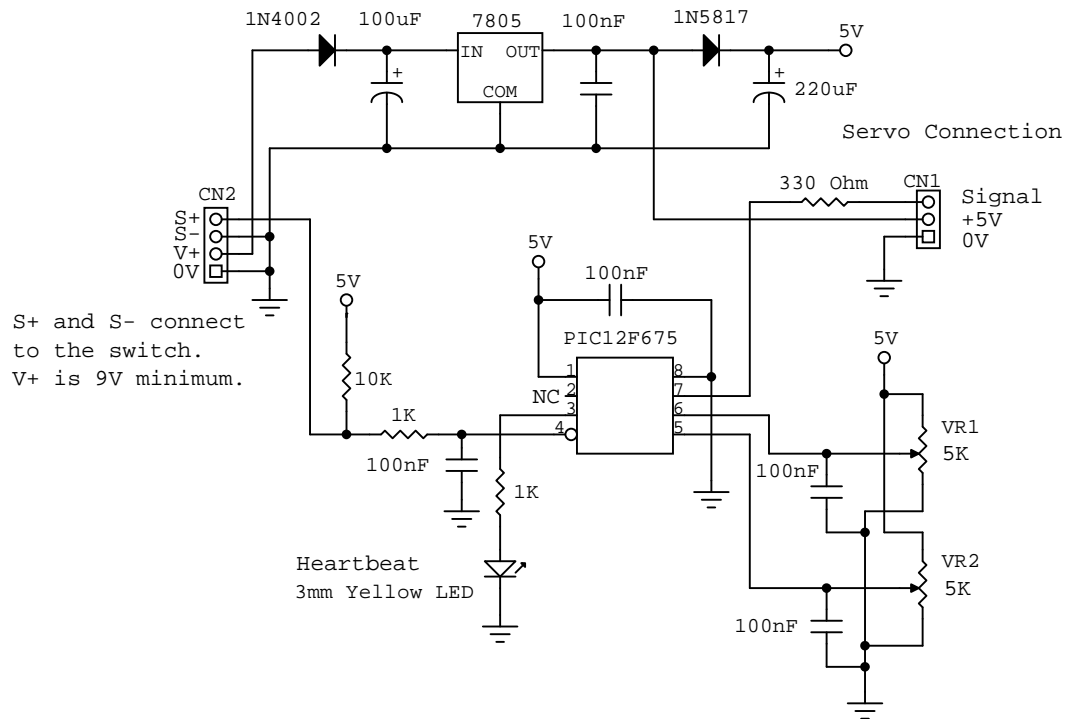 1N4002
100uF
7805
100nF
1N5817
5V
IN OUT
COM
+
+
220uF
Servo Connection
330 Ohm
CN1
Signal
+5V
0V
CN2
S+
S-
V+
0V
5V
100nF
5V
S+ and S- connect
to the switch.
V+ is 9V minimum.
PIC12F675
5V
10K
NC
1
2
3
4
8
7
6
5
1K
100nF
1K
VR1
5K
100nF
Heartbeat
3mm Yellow LED
VR2
5K
100nF